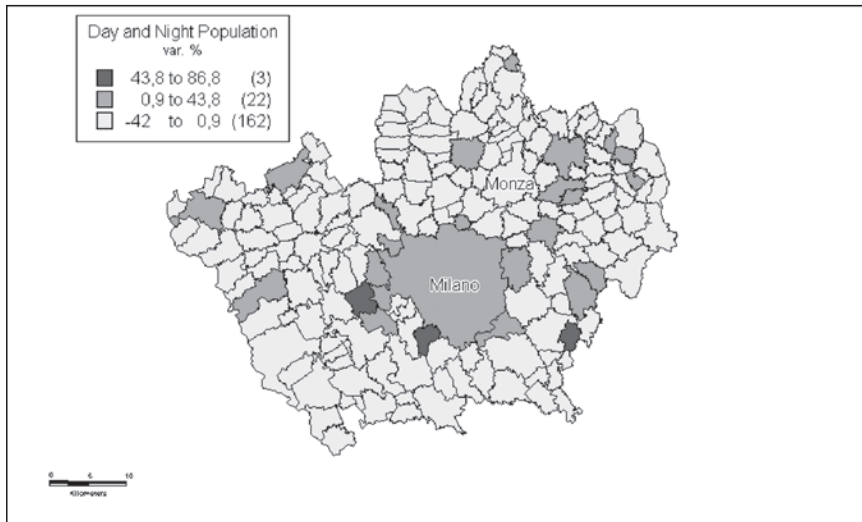 Day and Night Population
var. %
43,8 to 86,8 (3)
0,9 to 43,8 (22)
-42 to 0,9 (162)
Monza
Milano
0 5 10
Kilometers